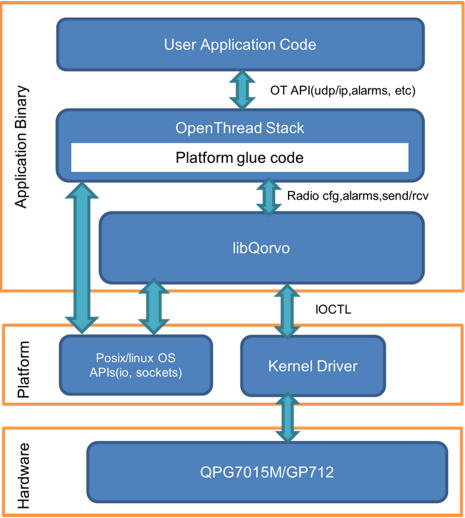 User Application Code
OT API(udp/ip,alarms, etc)
Application Binary
OpenThread Stack
Platform glue code
Radio cfg,alarms,send/rcv
libQorvo
IOCTL
Platform
Posix/linux OS
APIs(io, sockets)
Kernel Driver
Hardware
QPG7015M/GP712